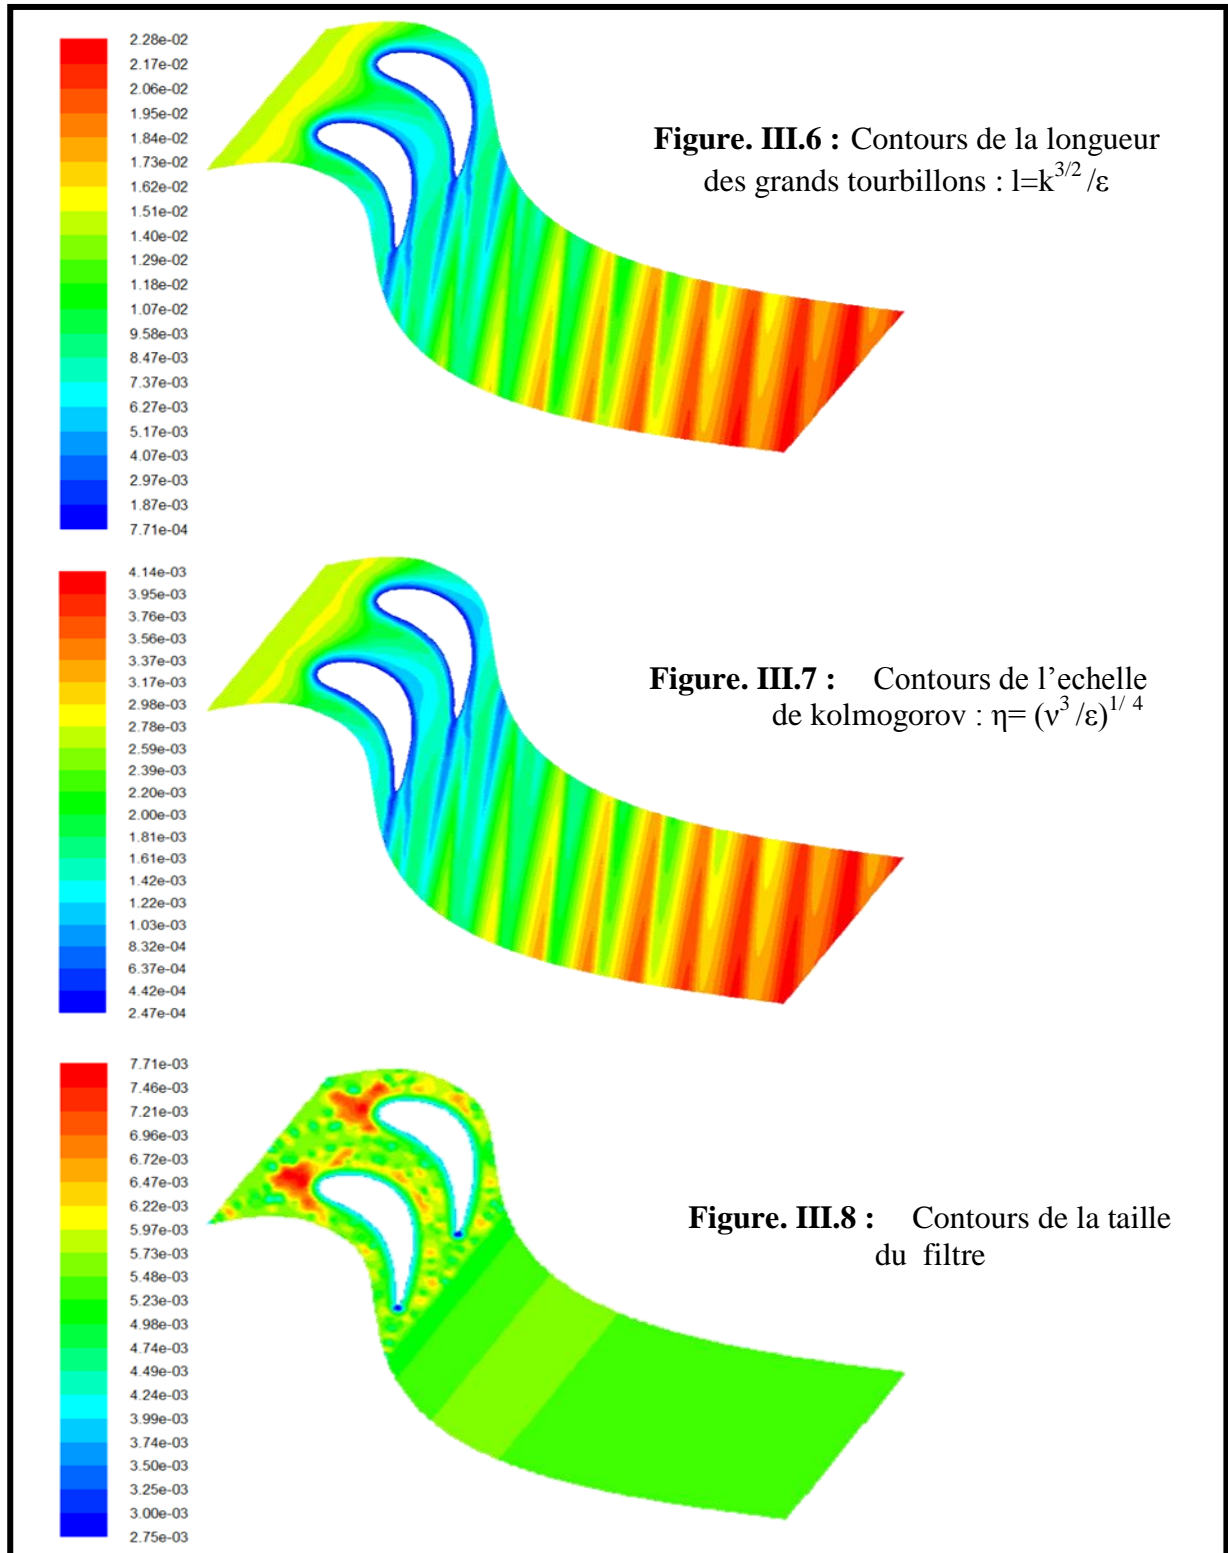 2.28e-02
2.17e-02
2.06e-02
1.95e-02
1.84e-02
1.73e-02
1.62e-02
1.51e-02
1.40e-02
1.29e-02
1.18e-02
1.07e-02
9.58e-03
8.47e-03
7.37e-03
6.27e-03
5.17e-03
4.07e-03
2.97e-03
1.87e-03
7.71e-04
Figure. III.6 : Contours de la longueur
des grands tourbillons : l=k^{3/2}/ε
4.14e-03
3.95e-03
3.76e-03
3.56e-03
3.37e-03
3.17e-03
2.98e-03
2.78e-03
2.59e-03
2.39e-03
2.20e-03
2.00e-03
1.81e-03
1.61e-03
1.42e-03
1.22e-03
1.03e-03
8.32e-04
6.37e-04
4.42e-04
2.47e-04
Figure. III.7 : Contours de l’echelle
de kolmogorov : η= (ν^3/ε)^{1/ 4}
7.71e-03
7.46e-03
7.21e-03
6.96e-03
6.72e-03
6.47e-03
6.22e-03
5.97e-03
5.73e-03
5.48e-03
5.23e-03
4.98e-03
4.74e-03
4.49e-03
4.24e-03
3.99e-03
3.74e-03
3.50e-03
3.25e-03
3.00e-03
2.75e-03
Figure. III.8 : Contours de la taille
du filtre